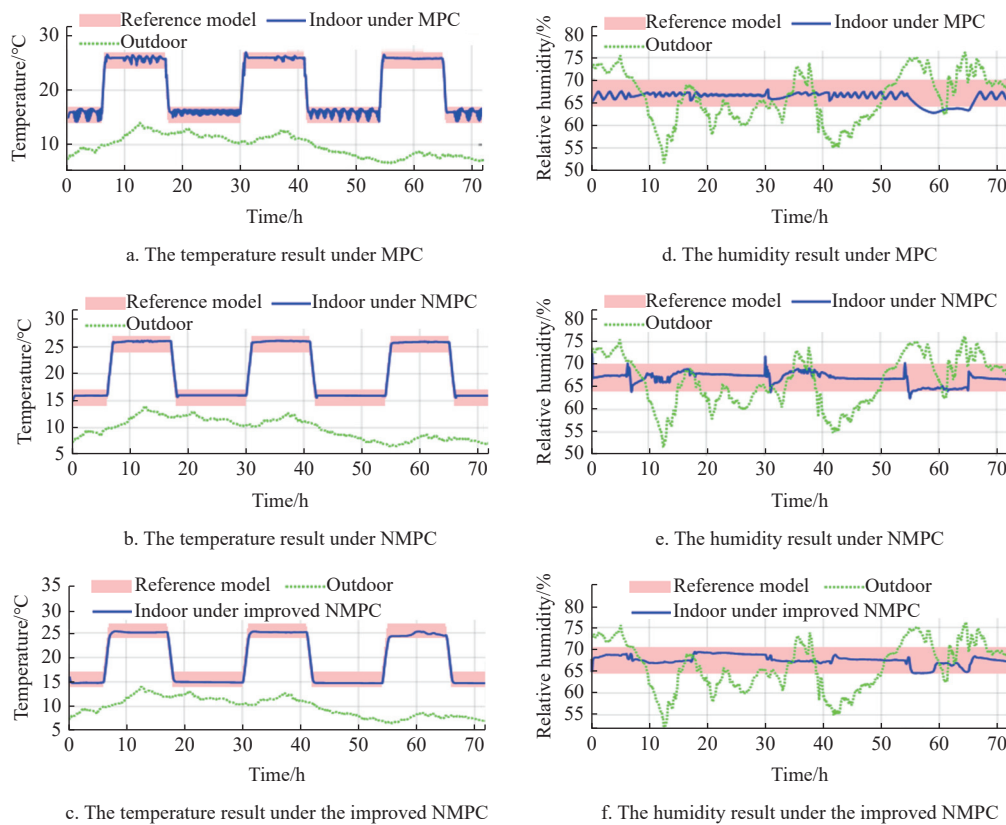 Reference model Indoor under MPC
Outdoor
Temperature/°C
30
20
10
0 10 20 30 40 50 60 70
Time/h
a. The temperature result under MPC
Reference model Indoor under MPC
Outdoor
Relative humidity/%
80
75
70
65
60
55
50
0 10 20 30 40 50 60 70
Time/h
d. The humidity result under MPC
Reference model Indoor under NMPC
Outdoor
Temperature/°C
30
25
20
15
10
5
0 10 20 30 40 50 60 70
Time/h
b. The temperature result under NMPC
Reference model Indoor under NMPC
Outdoor
Relative humidity/%
80
75
70
65
60
55
50
0 10 20 30 40 50 60 70
Time/h
e. The humidity result under NMPC
Reference model Outdoor
Indoor under improved NMPC
Temperature/°C
35
30
25
20
15
10
5
0 10 20 30 40 50 60 70
Time/h
c. The temperature result under the improved NMPC
Reference model Outdoor
Indoor under improved NMPC
Relative humidity/%
80
75
70
65
60
55
0 10 20 30 40 50 60 70
Time/h
f. The humidity result under the improved NMPC